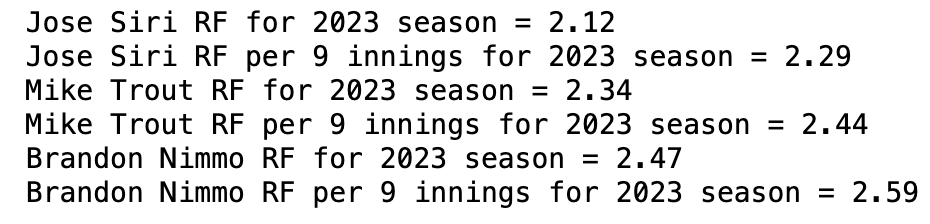 Jose Siri RF for 2023 season = 2.12
Jose Siri RF per 9 innings for 2023 season = 2.29
Mike Trout RF for 2023 season = 2.34
Mike Trout RF per 9 innings for 2023 season = 2.44
Brandon Nimmo RF for 2023 season = 2.47
Brandon Nimmo RF per 9 innings for 2023 season = 2.59